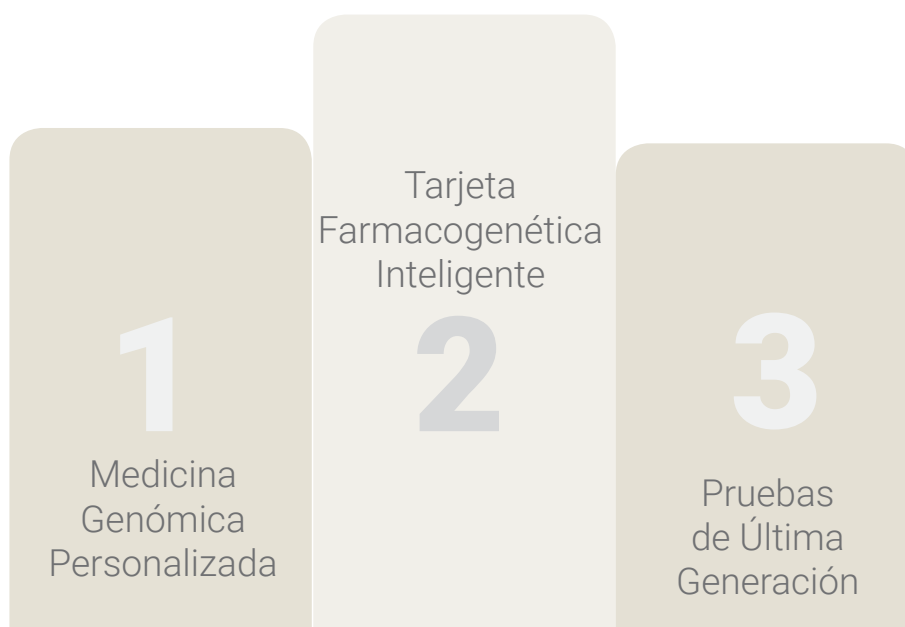 1
Medicina
Genómica
Personalizada
Tarjeta
Farmacogenética
Inteligente
2
3
Pruebas
de Última
Generación